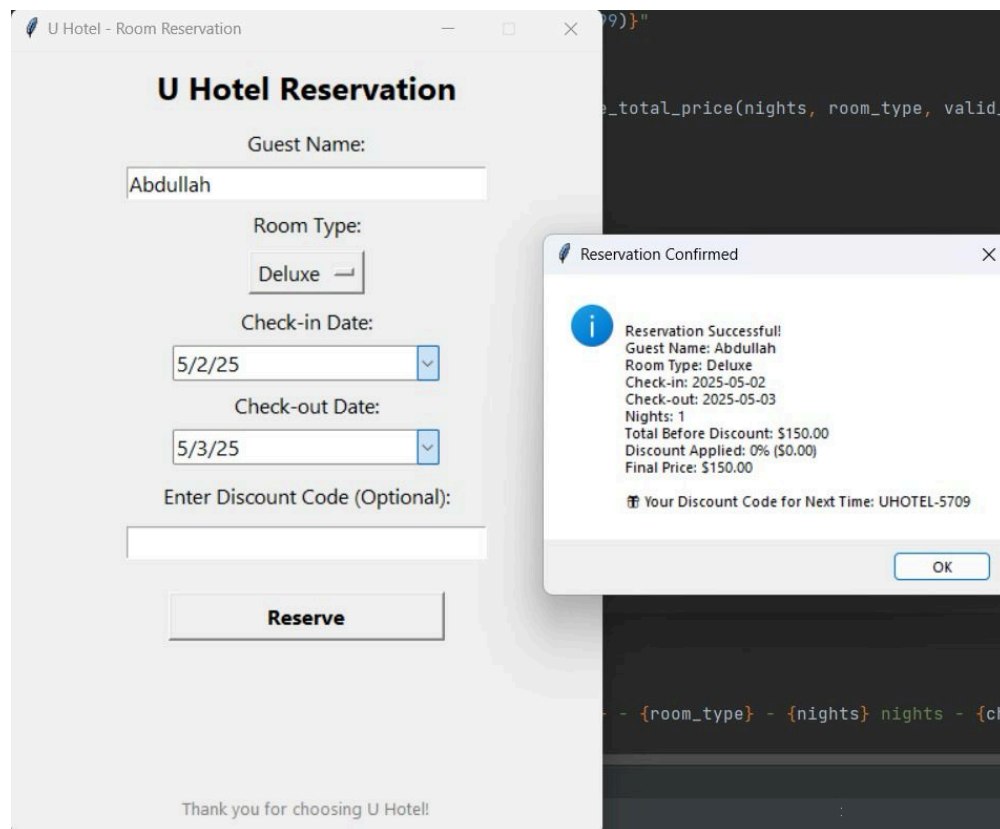 U Hotel - Room Reservation
U Hotel Reservation
Guest Name:
Abdullah
Room Type:
Deluxe
Check-in Date:
5/2/25
Check-out Date:
5/3/25
Enter Discount Code (Optional):
Reserve
Thank you for choosing U Hotel!
99)}"
e_total_price(nights, room_type, valid_
Reservation Confirmed
Reservation Successful!
Guest Name: Abdullah
Room Type: Deluxe
Check-in: 2025-05-02
Check-out: 2025-05-03
Nights: 1
Total Before Discount: $150.00
Discount Applied: 0% ($0.00)
Final Price: $150.00
🎁 Your Discount Code for Next Time: UHOTEL-5709
OK
} - {room_type} - {nights} nights - {ch